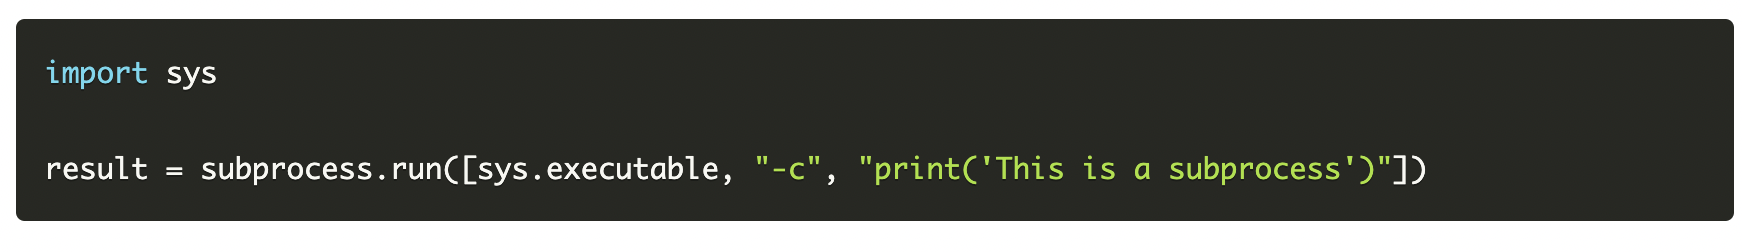 import sys
result = subprocess.run([sys.executable, "-c", "print('This is a subprocess')"])